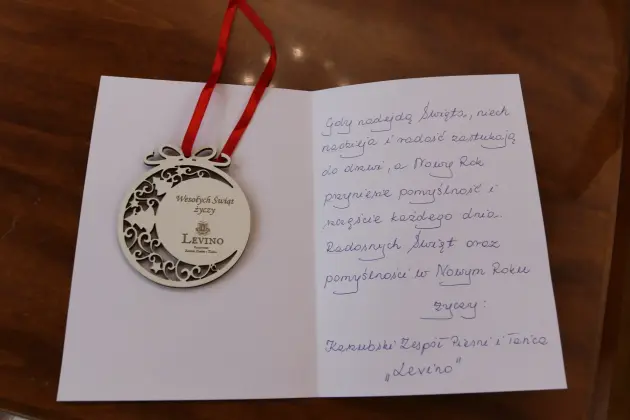 Wesołych Świąt
życzy
LEVINO
Gdy nadejdą Święta, niech
nadzieja i radość zastukają
do drzwi, a Nowy Rok
przyniesie pomyślność i
szczęście każdego dnia.
Radosnych Świąt oraz
pomyślności w Nowym Roku
życzy:
Kaszubski Zespół Pieśni i Tańca
„Levino"